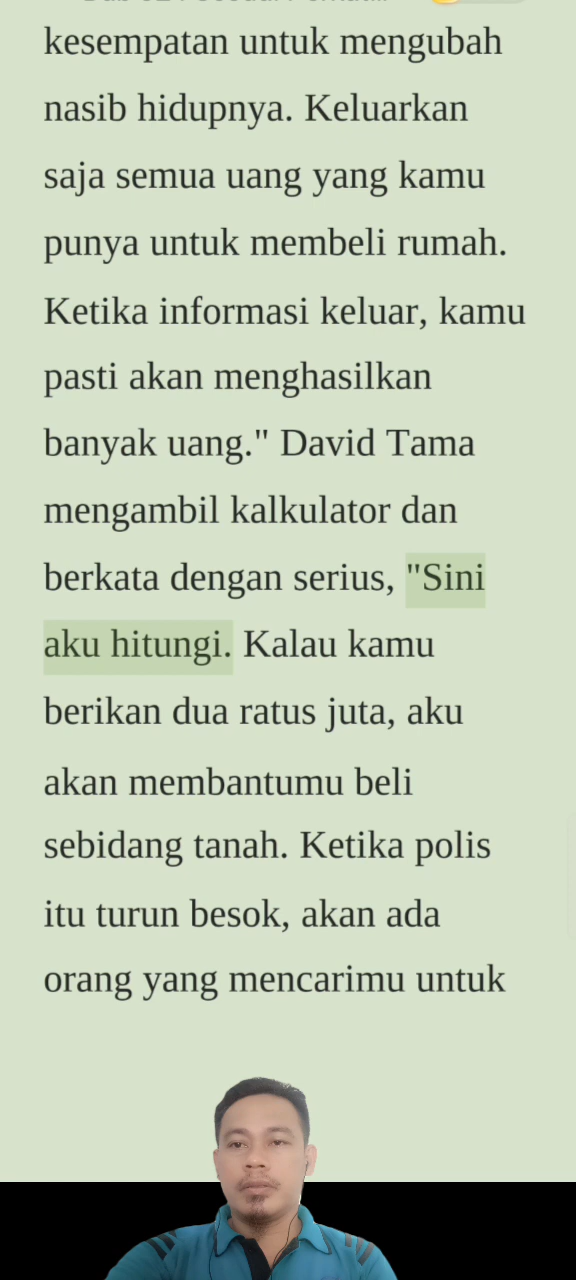 kesempatan untuk mengubah
nasib hidupnya. Keluarkan
saja semua uang yang kamu
punya untuk membeli rumah.
Ketika informasi keluar, kamu
pasti akan menghasilkan
banyak uang." David Tama
mengambil kalkulator dan
berkata dengan serius, "Sini
aku hitungi. Kalau kamu
berikan dua ratus juta, aku
akan membantumu beli
sebidang tanah. Ketika polis
itu turun besok, akan ada
orang yang mencarimu untuk